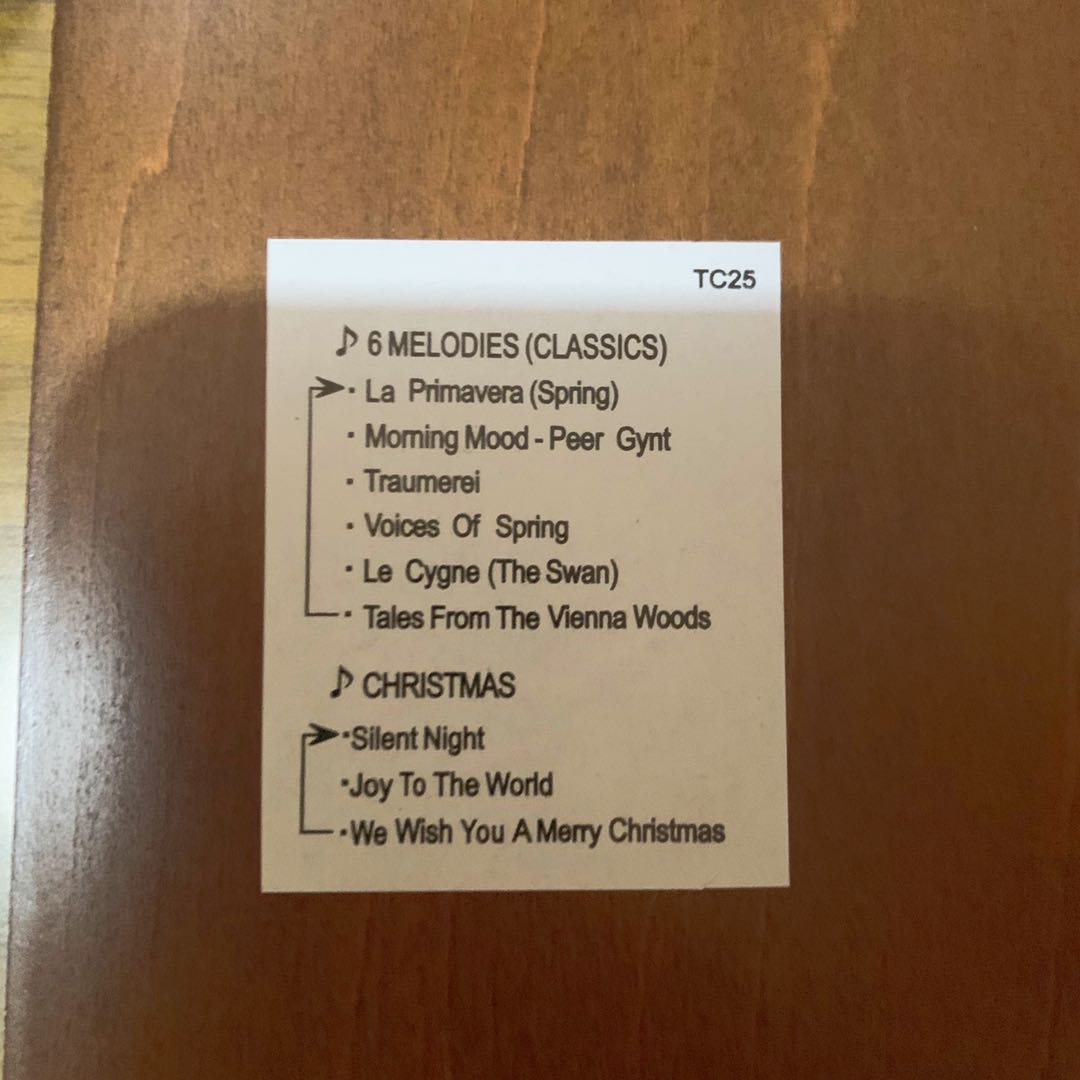 TC25
♪ 6 MELODIES (CLASSICS)
· La Primavera (Spring)
· Morning Mood - Peer Gynt
· Traumerei
· Voices Of Spring
· Le Cygne (The Swan)
· Tales From The Vienna Woods
♪ CHRISTMAS
·Silent Night
·Joy To The World
·We Wish You A Merry Christmas